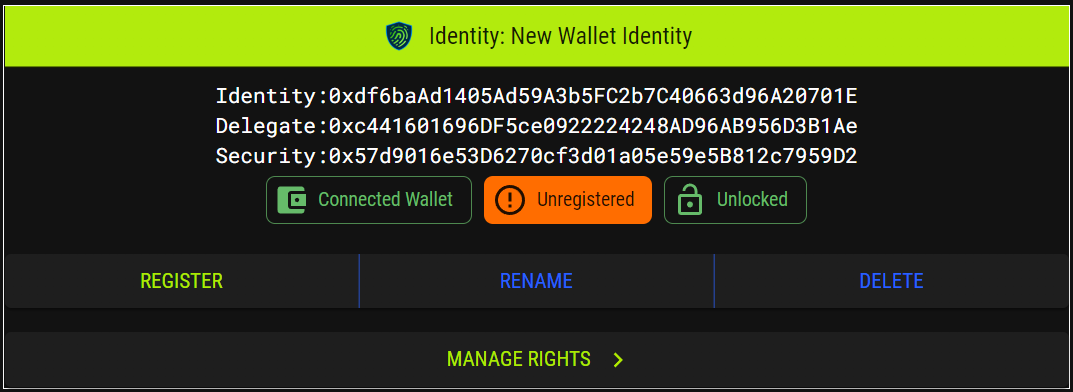 Identity: New Wallet Identity
Identity:0xdf6baAd1405Ad59A3b5FC2b7C40663d96A20701E
Delegate:0xc441601696DF5ce0922224248AD96AB956D3B1Ae
Security:0x57d9016e53D6270cf3d01a05e59e5B812c7959D2
Connected Wallet Unregistered Unlocked
REGISTER RENAME DELETE
MANAGE RIGHTS